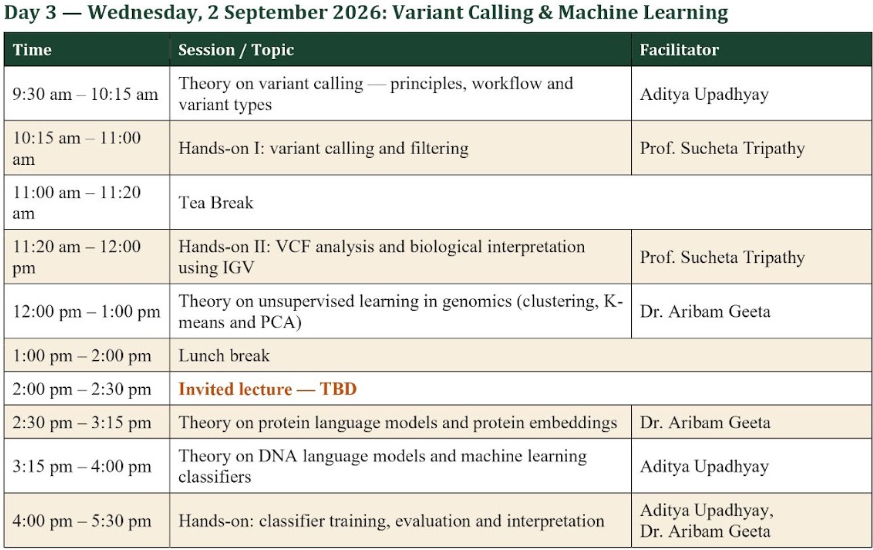 Day 3 — Wednesday, 2 September 2026: Variant Calling & Machine Learning
Time Session / Topic Facilitator
9:30 am – 10:15 am Theory on variant calling — principles, workflow and Aditya Upadhyay
variant types
10:15 am – 11:00 Hands-on I: variant calling and filtering Prof. Sucheta Tripathy
am
11:00 am – 11:20 Tea Break
am
11:20 am – 12:00 Hands-on II: VCF analysis and biological interpretation Prof. Sucheta Tripathy
pm using IGV
12:00 pm – 1:00 pm Theory on unsupervised learning in genomics (clustering, K- Dr. Aribam Geeta
means and PCA)
1:00 pm – 2:00 pm Lunch break
2:00 pm – 2:30 pm Invited lecture — TBD
2:30 pm – 3:15 pm Theory on protein language models and protein embeddings Dr. Aribam Geeta
3:15 pm – 4:00 pm Theory on DNA language models and machine learning Aditya Upadhyay
classifiers
4:00 pm – 5:30 pm Hands-on: classifier training, evaluation and interpretation Aditya Upadhyay,
Dr. Aribam Geeta